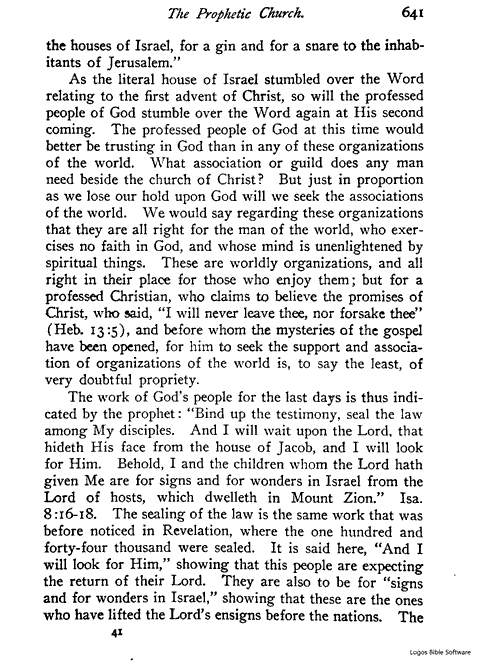 The Prophetic Church. 641
the houses of Israel, for a gin and for a snare to the inhab-
itants of Jerusalem."
As the literal house of Israel stumbled over the Word
relating to the first advent of Christ, so will the professed
people of God stumble over the Word again at His second
coming. The professed people of God at this time would
better be trusting in God than in any of these organizations
of the world. What association or guild does any man
need beside the church of Christ? But just in proportion
as we lose our hold upon God will we seek the associations
of the world. We would say regarding these organizations
that they are all right for the man of the world, who exer-
cises no faith in God, and whose mind is unenlightened by
spiritual things. These are worldly organizations, and all
right in their place for those who enjoy them; but for a
professed Christian, who claims to believe the promises of
Christ, who said, "I will never leave thee, nor forsake thee"
(Heb. 13:5), and before whom the mysteries of the gospel
have been opened, for him to seek the support and associa-
tion of organizations of the world is, to say the least, of
very doubtful propriety.
The work of God's people for the last days is thus indi-
cated by the prophet: "Bind up the testimony, seal the law
among My disciples. And I will wait upon the Lord, that
hideth His face from the house of Jacob, and I will look
for Him. Behold, I and the children whom the Lord hath
given Me are for signs and for wonders in Israel from the
Lord of hosts, which dwelleth in Mount Zion." Isa.
8:16-18. The sealing of the law is the same work that was
before noticed in Revelation, where the one hundred and
forty-four thousand were sealed. It is said here, "And I
will look for Him," showing that this people are expecting
the return of their Lord. They are also to be for "signs
and for wonders in Israel," showing that these are the ones
who have lifted the Lord's ensigns before the nations. The
41
Logos Bible Software